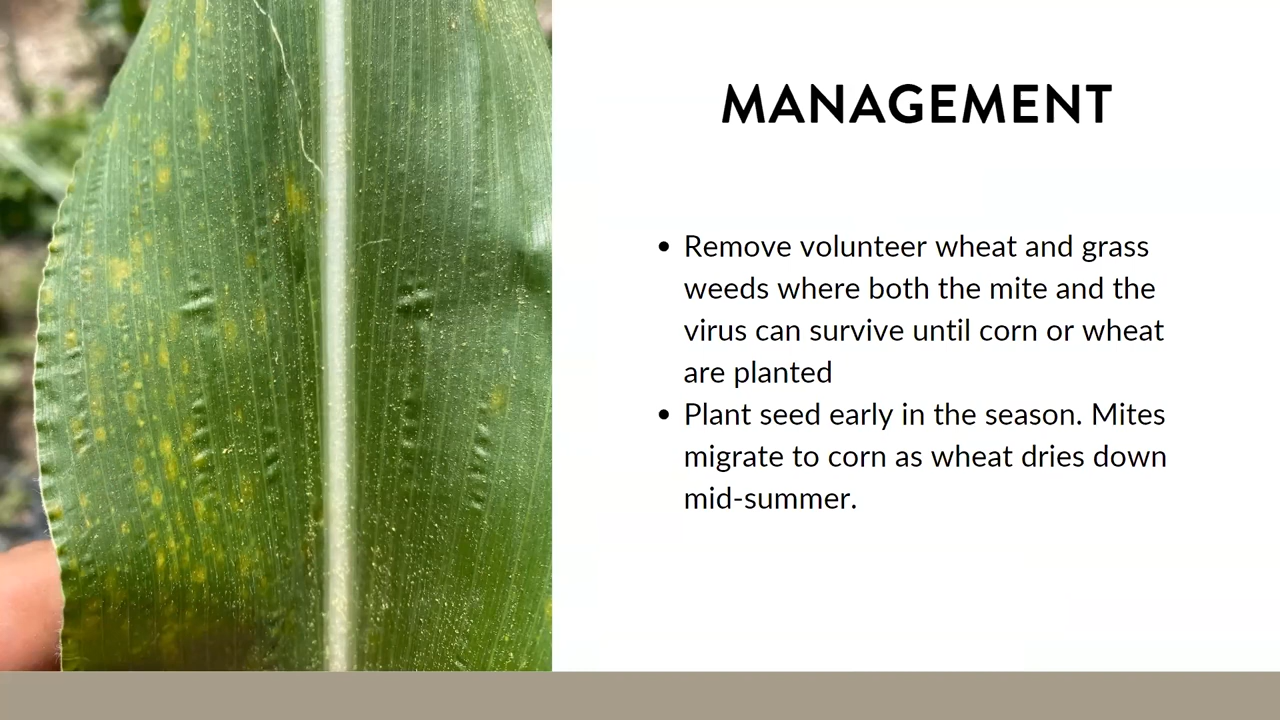 MANAGEMENT
• Remove volunteer wheat and grass
weeds where both the mite and the
virus can survive until corn or wheat
are planted
• Plant seed early in the season. Mites
migrate to corn as wheat dries down
mid-summer.